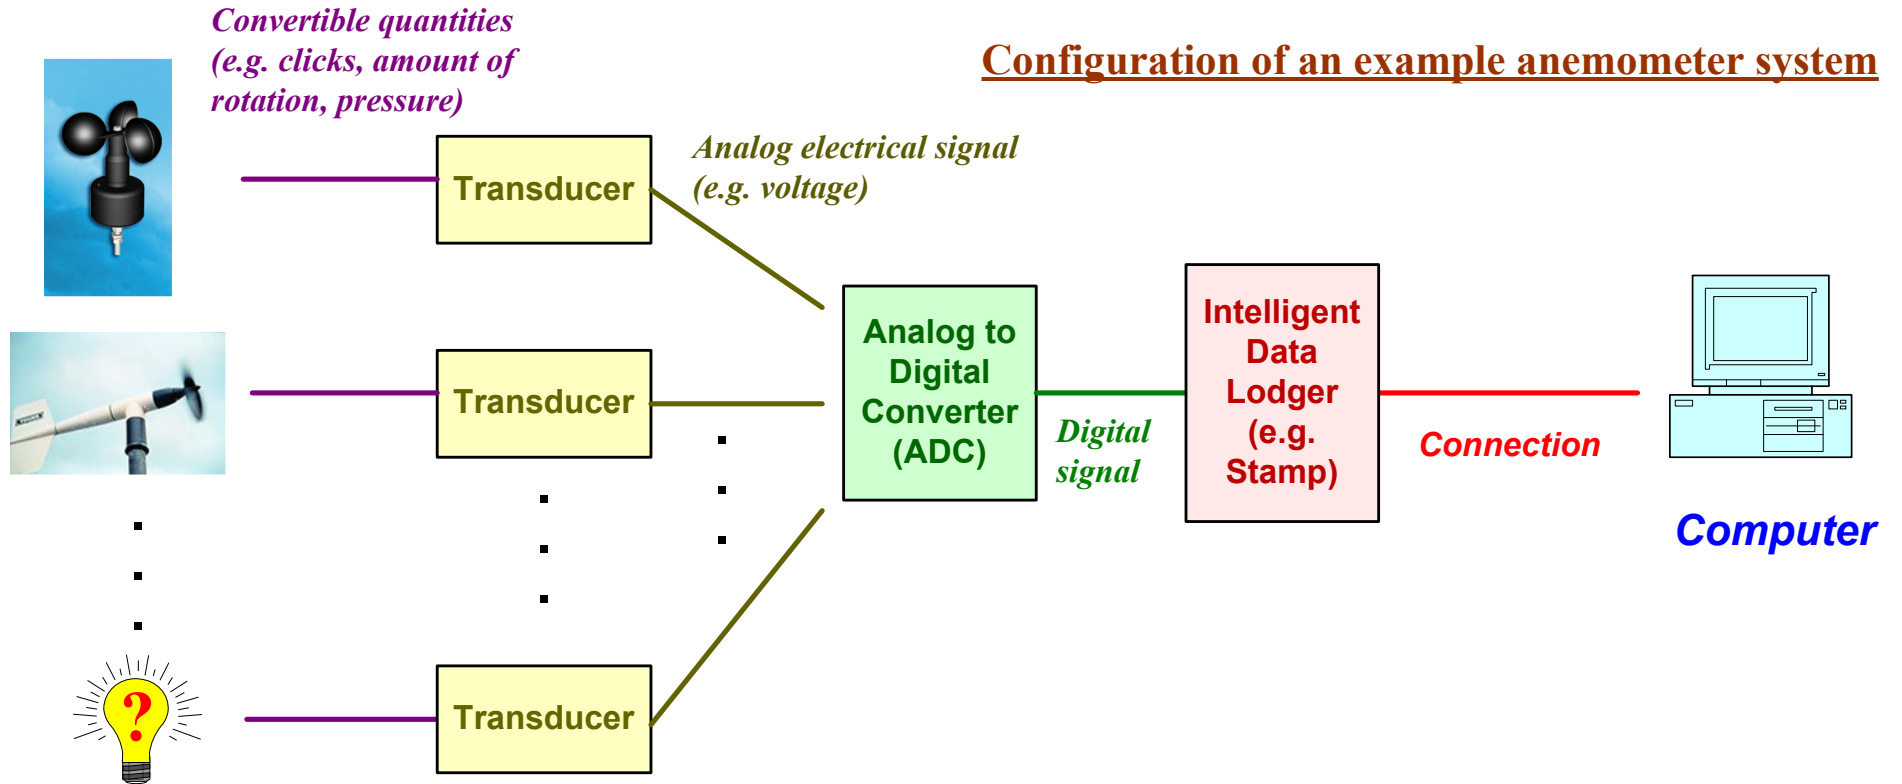 Convertible quantities
(e.g. clicks, amount of
rotation, pressure)
Configuration of an example anemometer system
Transducer
Analog electrical signal
(e.g. voltage)
Transducer
Transducer
Analog to
Digital
Converter
(ADC)
Digital
signal
Intelligent
Data
Lodger
(e.g.
Stamp)
Connection
Computer
?